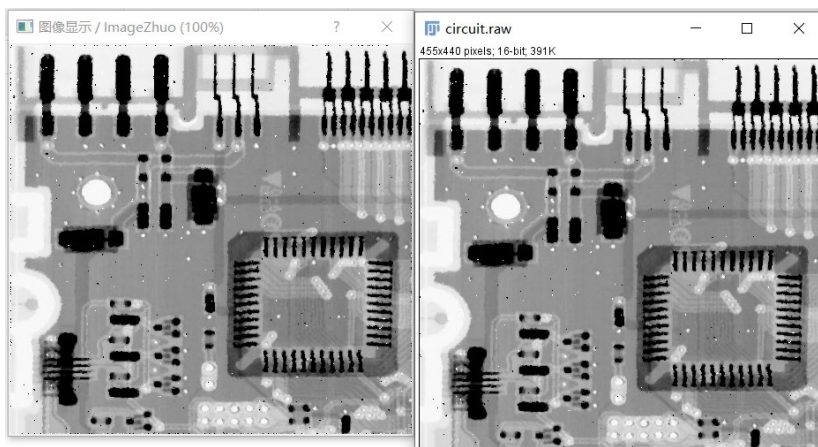 图像显示 / ImageZhuo (100%)
circuit.raw
455x440 pixels; 16-bit; 391K